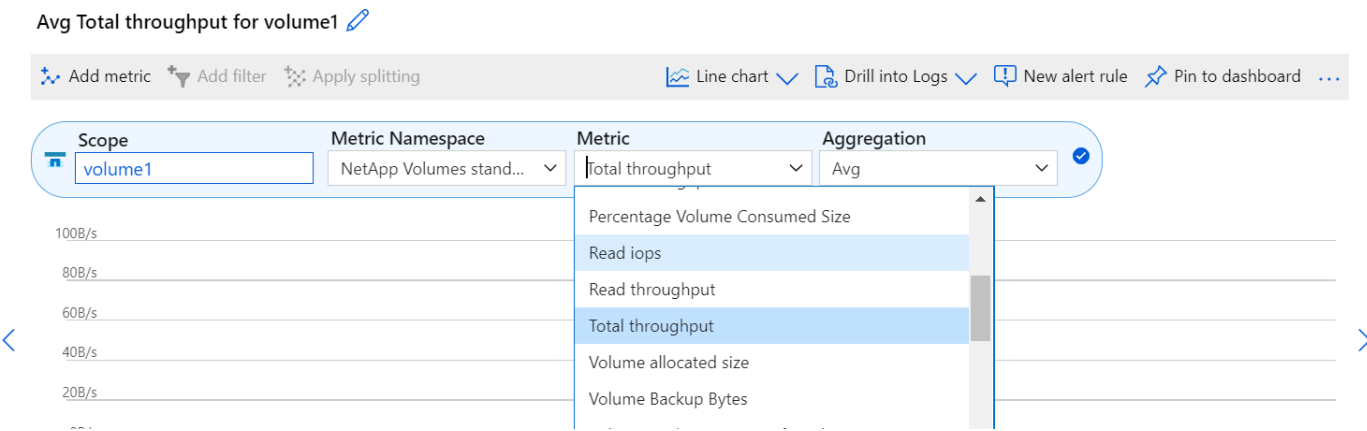 Avg Total throughput for volume1
Add metric Add filter Apply splitting Line chart Drill into Logs New alert rule Pin to dashboard ...
Scope Metric Namespace Metric Aggregation
volume1 NetApp Volumes stand... Total throughput Avg
Percentage Volume Consumed Size
100B/s
Read iops
80B/s
Read throughput
60B/s
Total throughput
40B/s
Volume allocated size
20B/s
Volume Backup Bytes